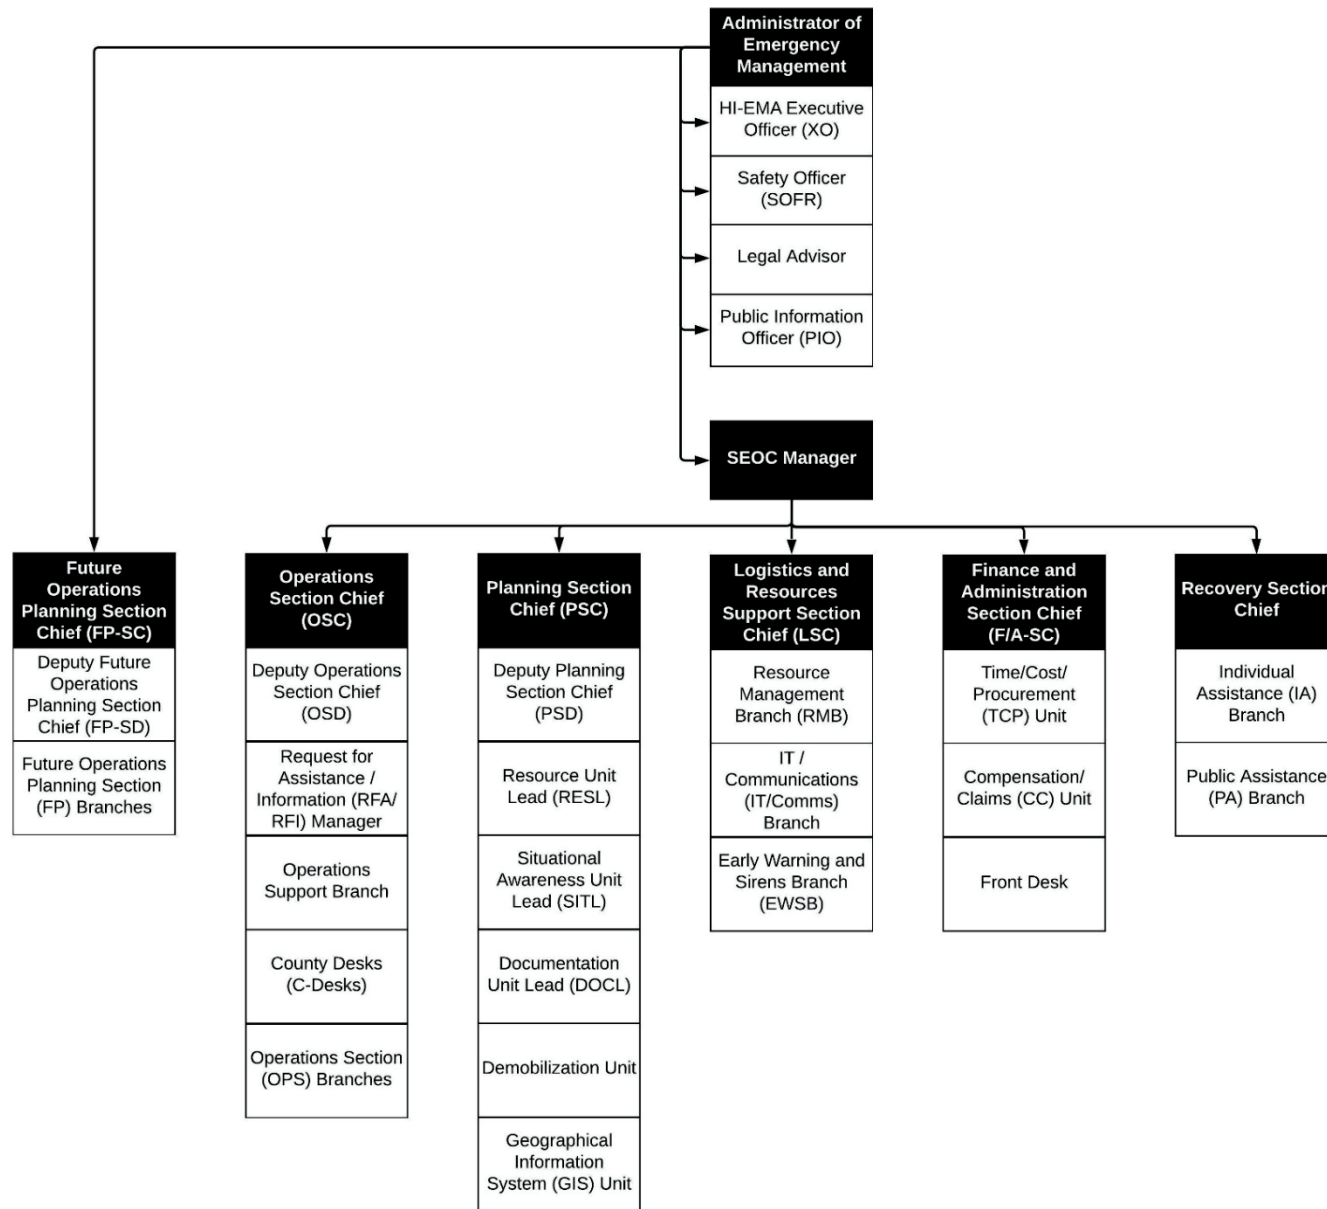 Administrator of
Emergency
Management
HI-EMA Executive
Officer (XO)
Safety Officer
(SOFR)
Legal Advisor
Public Information
Officer (PIO)
SEOC Manager
Future
Operations
Planning Section
Chief (FP-SC)
Deputy Future
Operations
Planning Section
Chief (FP-SD)
Future Operations
Planning Section
(FP) Branches
Operations
Section Chief
(OSC)
Deputy Operations
Section Chief
(OSD)
Request for
Assistance /
Information (RFA/
RFI) Manager
Operations
Support Branch
County Desks
(C-Desks)
Operations Section
(OPS) Branches
Planning Section
Chief (PSC)
Deputy Planning
Section Chief
(PSD)
Resource Unit
Lead (RESL)
Situational
Awareness Unit
Lead (SITL)
Documentation
Unit Lead (DOCL)
Demobilization Unit
Geographical
Information
System (GIS) Unit
Logistics and
Resources
Support Section
Chief (LSC)
Resource
Management
Branch (RMB)
IT /
Communications
(IT/Comms)
Branch
Early Warning and
Sirens Branch
(EWSB)
Finance and
Administration
Section Chief
(F/A-SC)
Time/Cost/
Procurement
(TCP) Unit
Compensation/
Claims (CC) Unit
Front Desk
Recovery Section
Chief
Individual
Assistance (IA)
Branch
Public Assistance
(PA) Branch